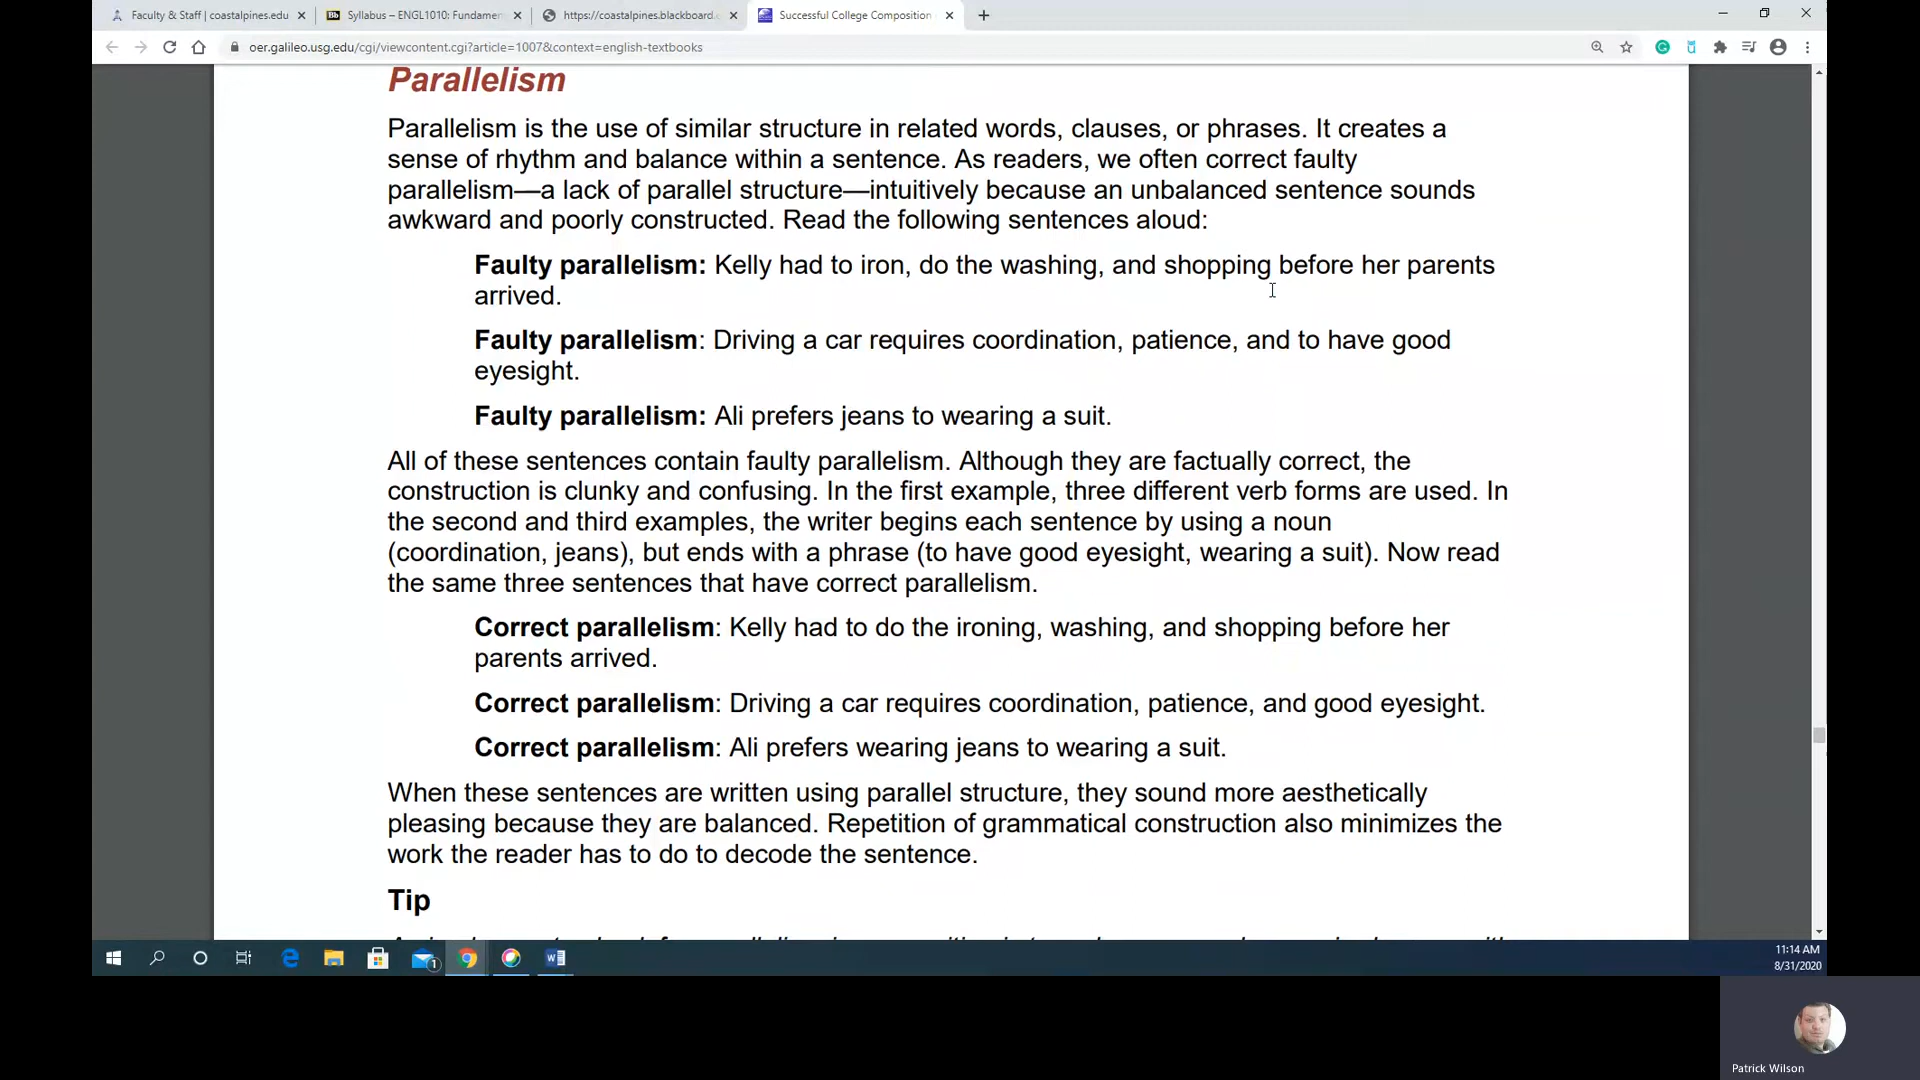 Faculty & Staff | coastalpines.edu
Bb Syllabus – ENGL1010: Fundamen
https://coastalpines.blackboard.
Successful College Composition
oer.galileo.usg.edu/cgi/viewcontent.cgi?article=1007&context=english-textbooks
Parallelism
Parallelism is the use of similar structure in related words, clauses, or phrases. It creates a
sense of rhythm and balance within a sentence. As readers, we often correct faulty
parallelism—a lack of parallel structure—intuitively because an unbalanced sentence sounds
awkward and poorly constructed. Read the following sentences aloud:
Faulty parallelism: Kelly had to iron, do the washing, and shopping before her parents
arrived.
Faulty parallelism: Driving a car requires coordination, patience, and to have good
eyesight.
Faulty parallelism: Ali prefers jeans to wearing a suit.
All of these sentences contain faulty parallelism. Although they are factually correct, the
construction is clunky and confusing. In the first example, three different verb forms are used. In
the second and third examples, the writer begins each sentence by using a noun
(coordination, jeans), but ends with a phrase (to have good eyesight, wearing a suit). Now read
the same three sentences that have correct parallelism.
Correct parallelism: Kelly had to do the ironing, washing, and shopping before her
parents arrived.
Correct parallelism: Driving a car requires coordination, patience, and good eyesight.
Correct parallelism: Ali prefers wearing jeans to wearing a suit.
When these sentences are written using parallel structure, they sound more aesthetically
pleasing because they are balanced. Repetition of grammatical construction also minimizes the
work the reader has to do to decode the sentence.
Tip
1
11:14 AM
8/31/2020
Patrick Wilson